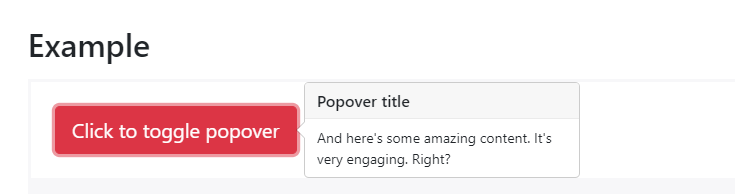 Example
Click to toggle popover
Popover title
And here's some amazing content. It's
very engaging. Right?